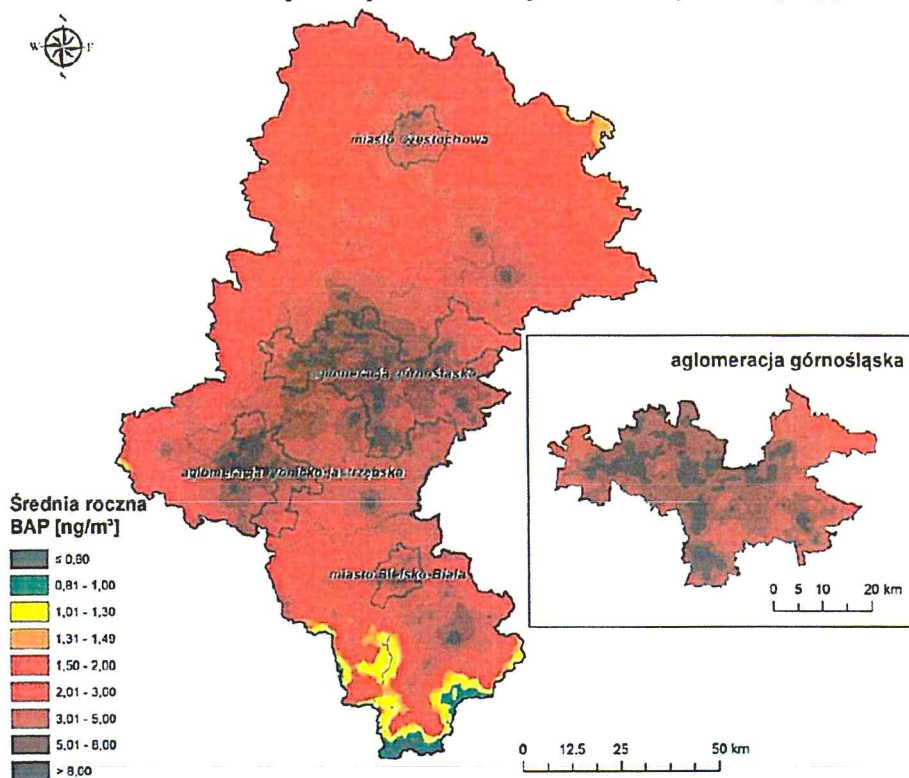 W
miasto Częstochowa
aglomeracja górnośląska
aglomeracja górnośląska
aglomeracja rybnicko-jastrzębska
0 5 10 20 km
Średnia roczna
BAP [ng/m³]
≤ 0,80
0,81 - 1,00
1,01 - 1,30
1,31 - 1,49
1,50 - 2,00
2,01 - 3,00
3,01 - 5,00
5,01 - 8,00
> 8,00
miasto Bielsko-Biała
0 12,5 25 50 km